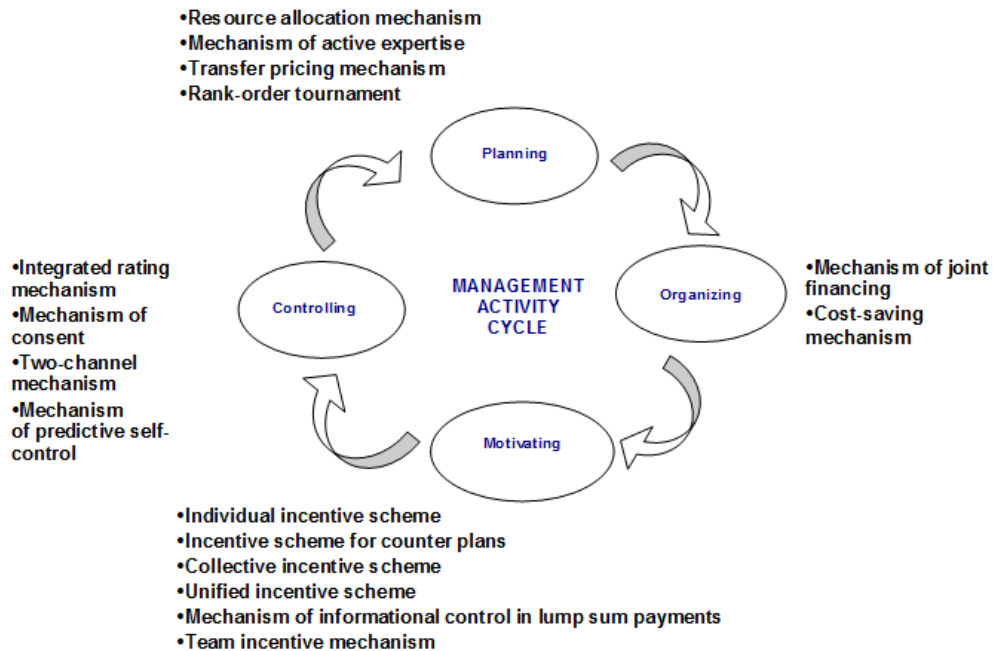 •Resource allocation mechanism
•Mechanism of active expertise
•Transfer pricing mechanism
•Rank-order tournament
Planning
•Integrated rating
mechanism
•Mechanism of
consent
•Two-channel
mechanism
•Mechanism
of predictive self-
control
Controlling
MANAGEMENT
ACTIVITY
CYCLE
Organizing
•Mechanism of joint
financing
•Cost-saving
mechanism
Motivating
•Individual incentive scheme
•Incentive scheme for counter plans
•Collective incentive scheme
•Unified incentive scheme
•Mechanism of informational control in lump sum payments
•Team incentive mechanism